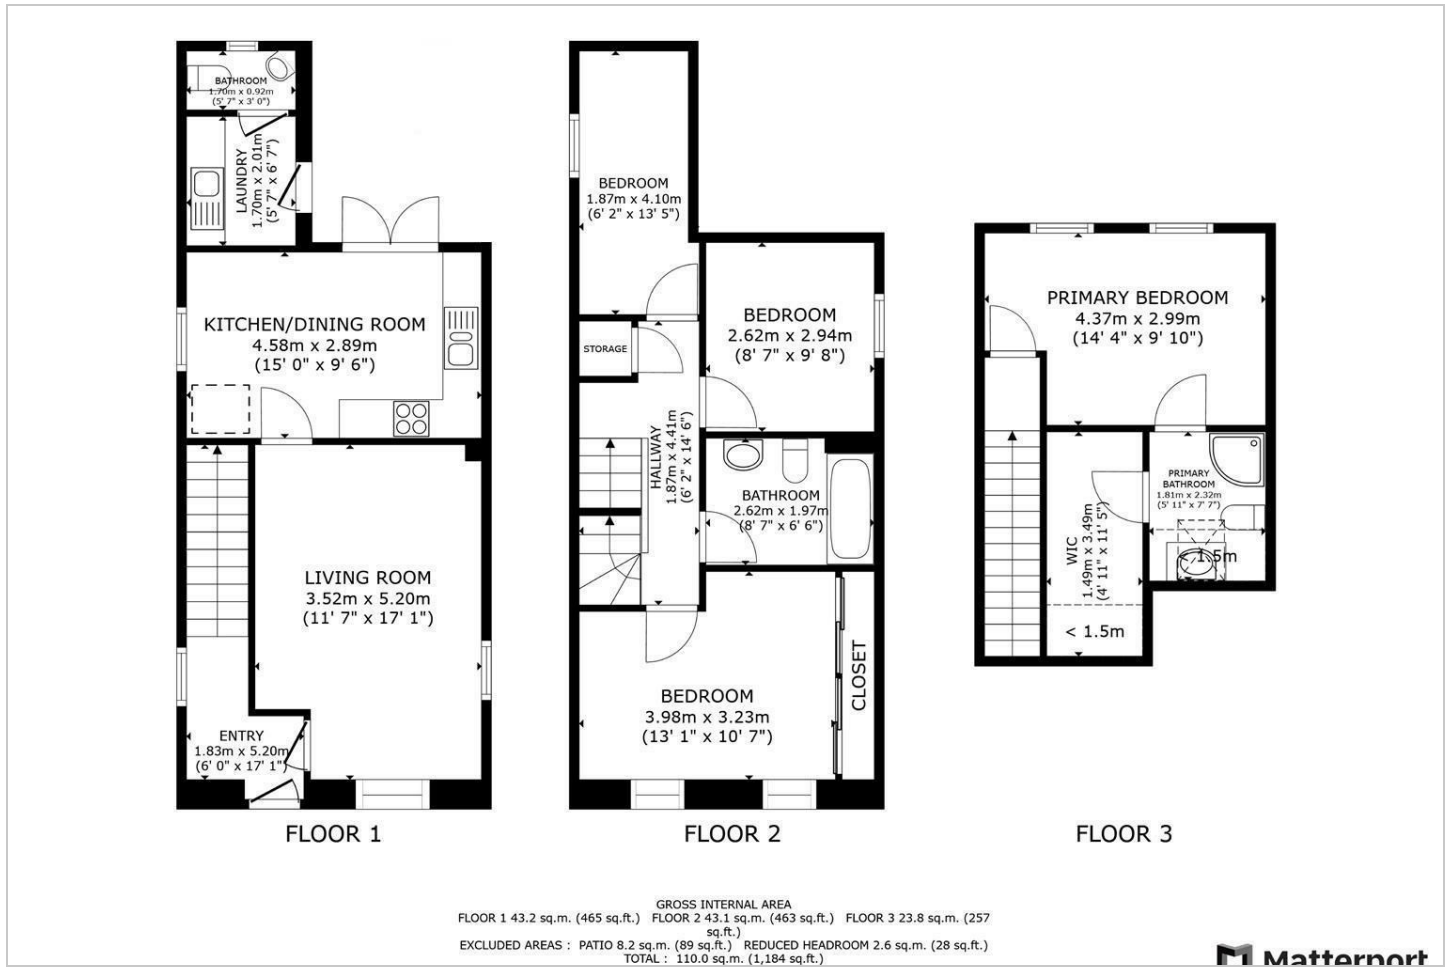 BATHROOM
1.70m x 0.92m
(5' 7" x 3' 0")
LAUNDRY
1.70m x 2.01m
(5' 7" x 6' 7")
KITCHEN/DINING ROOM
4.58m x 2.89m
(15' 0" x 9' 6")
LIVING ROOM
3.52m x 5.20m
(11' 7" x 17' 1")
ENTRY
1.83m x 5.20m
(6' 0" x 17' 1")
FLOOR 1
BEDROOM
1.87m x 4.10m
(6' 2" x 13' 5")
BEDROOM
2.62m x 2.94m
(8' 7" x 9' 8")
STORAGE
HALLWAY
1.87m x 4.41m
(6' 2" x 14' 6")
BATHROOM
2.62m x 1.97m
(8' 7" x 6' 6")
BEDROOM
3.98m x 3.23m
(13' 1" x 10' 7")
CLOSET
FLOOR 2
PRIMARY BEDROOM
4.37m x 2.99m
(14' 4" x 9' 10")
PRIMARY
BATHROOM
1.81m x 2.32m
(5' 11" x 7' 7")
< 1.5m
WIC
1.49m x 3.49m
(4' 11" x 11' 5")
< 1.5m
FLOOR 3
GROSS INTERNAL AREA
FLOOR 1 43.2 sq.m. (465 sq.ft.) FLOOR 2 43.1 sq.m. (463 sq.ft.) FLOOR 3 23.8 sq.m. (257
sq.ft.)
EXCLUDED AREAS : PATIO 8.2 sq.m. (89 sq.ft.) REDUCED HEADROOM 2.6 sq.m. (28 sq.ft.)
TOTAL : 110.0 sq.m. (1,184 sq.ft.)
Matterport